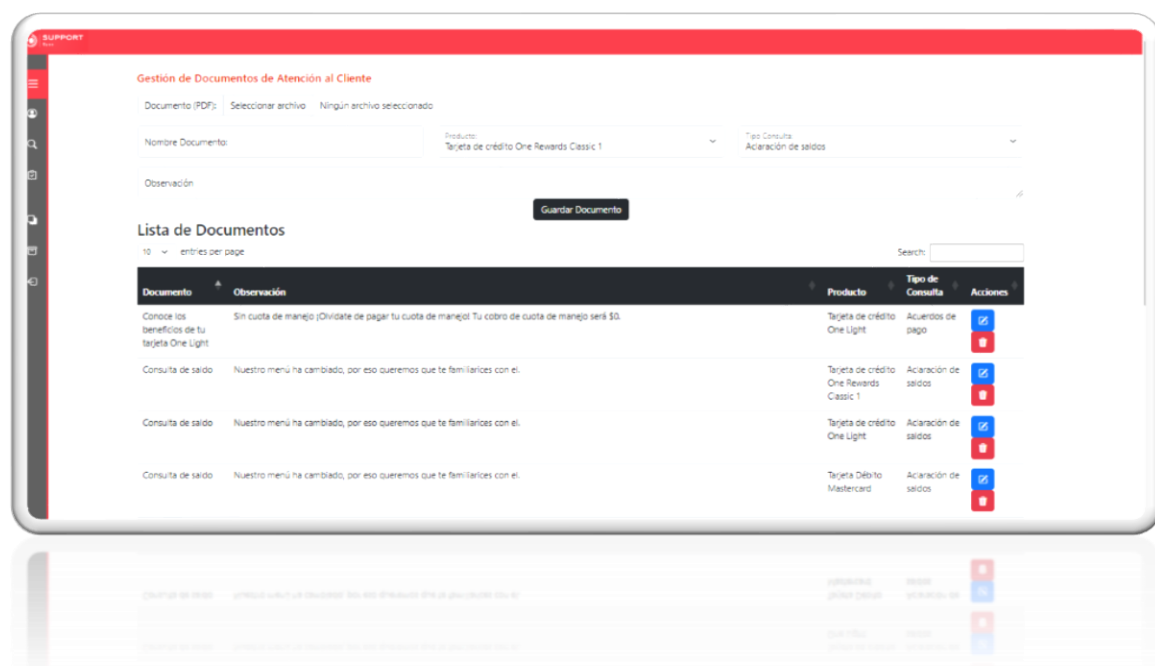 SUPPORT
Gestión de Documentos de Atención al Cliente
Documento (PDF): Seleccionar archivo Ningún archivo seleccionado
Nombre Documento:
Producto:
Tarjeta de crédito One Rewards Classic 1
Tipo Consulta:
Aclaración de saldos
Observación
Guardar Documento
Lista de Documentos
10 entries per page
Search:
Documento Observación Producto Tipo de Consulta Acciones
Conoce los beneficios de tu tarjeta One Light
Sin cuota de manejo ¡Olvídate de pagar tu cuota de manejo! Tu cobro de cuota de manejo será $0.
Tarjeta de crédito One Light
Acuerdos de pago
Consulta de saldo
Nuestro menú ha cambiado, por eso queremos que te familiarices con el.
Tarjeta de crédito One Rewards Classic 1
Aclaración de saldos
Consulta de saldo
Nuestro menú ha cambiado, por eso queremos que te familiarices con el.
Tarjeta de crédito One Light
Aclaración de saldos
Consulta de saldo
Nuestro menú ha cambiado, por eso queremos que te familiarices con el.
Tarjeta Débito Mastercard
Aclaración de saldos